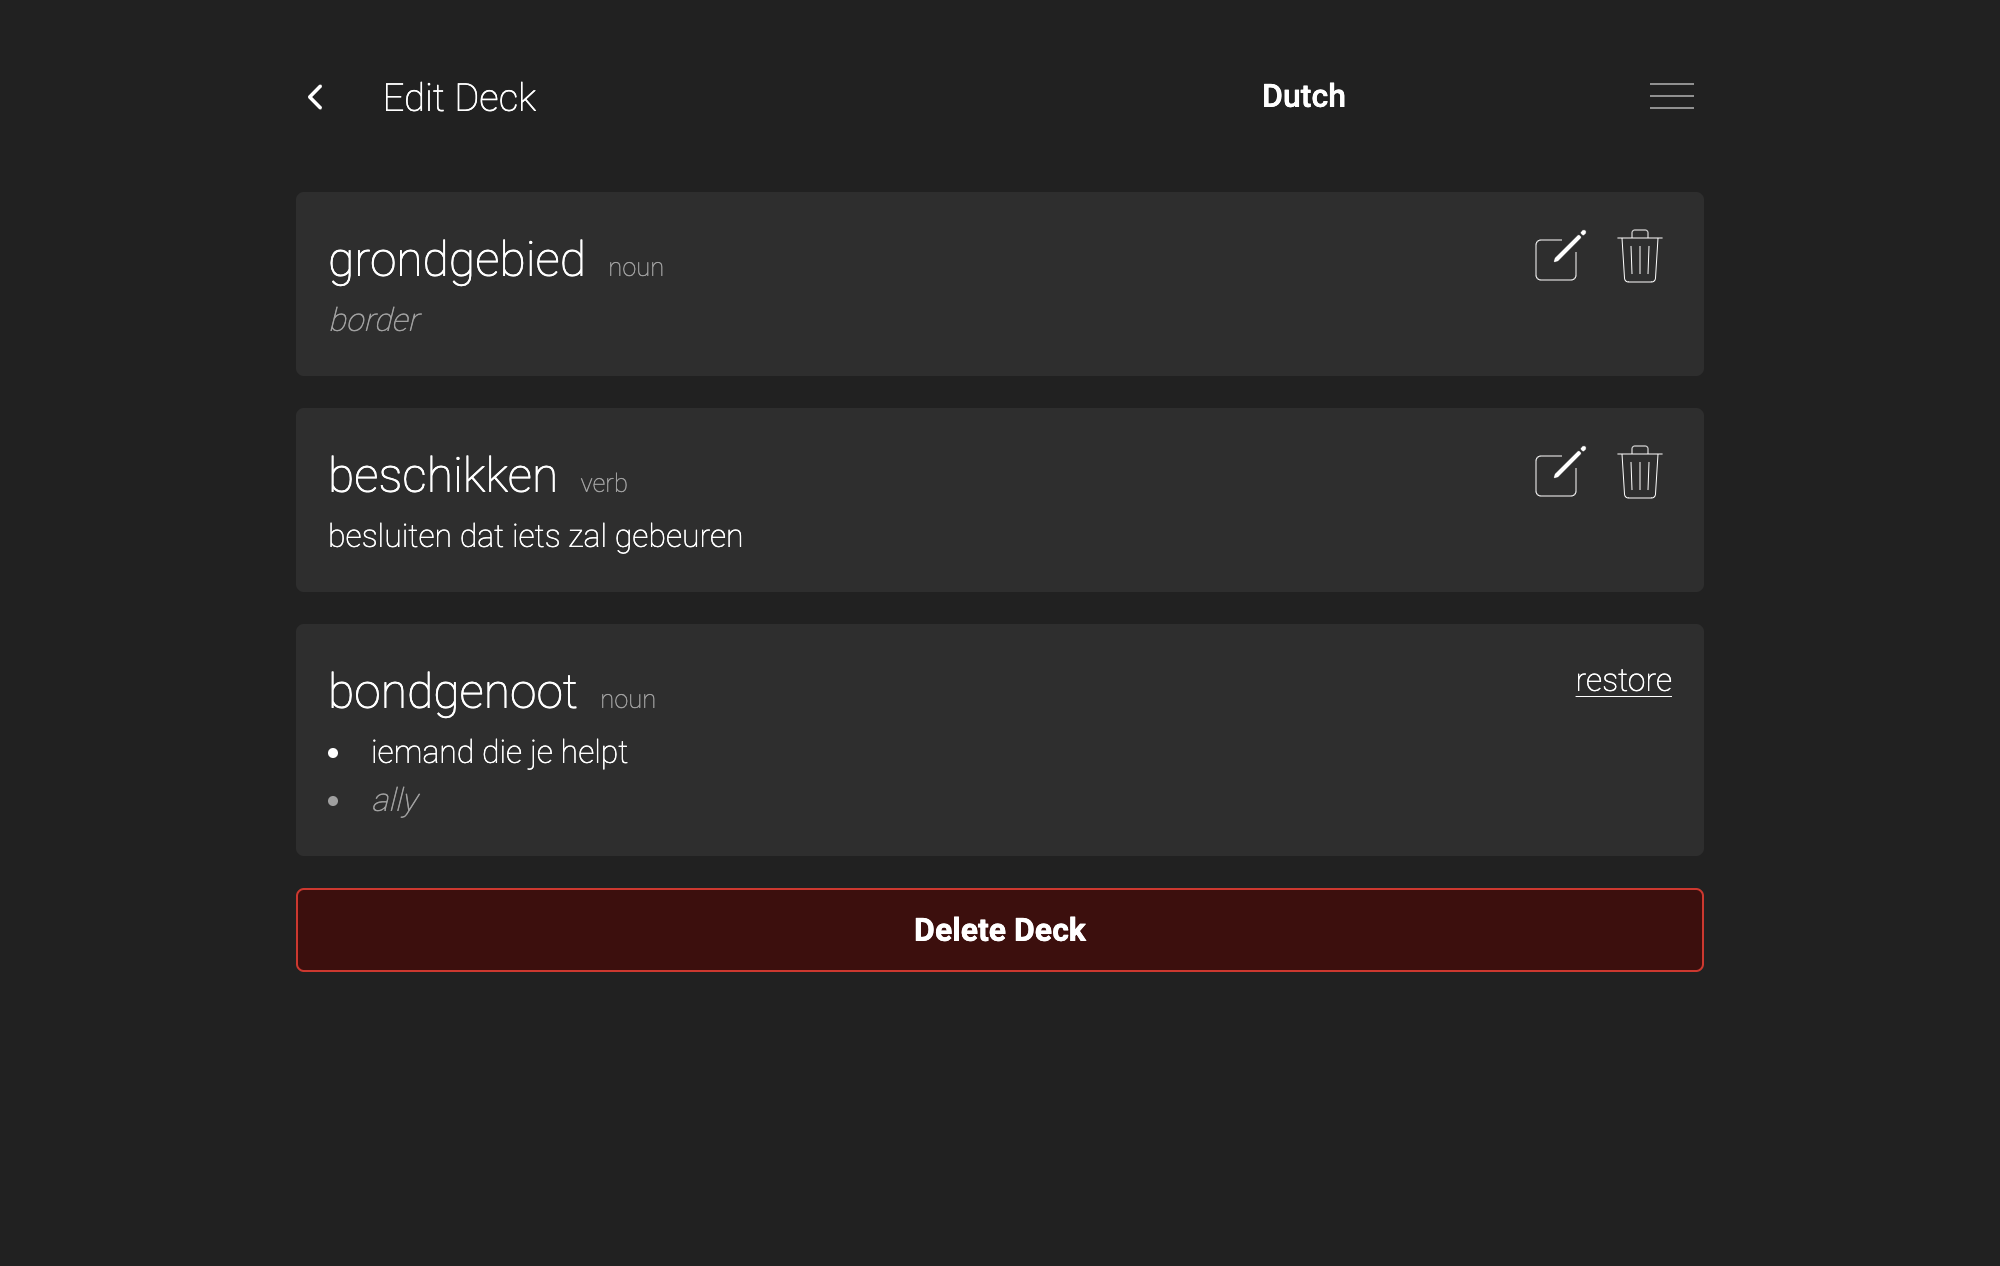 Edit Deck
Dutch
grondgebied noun
border
beschikken verb
besluiten dat iets zal gebeuren
bondgenoot noun
restore
iemand die je helpt
ally
Delete Deck